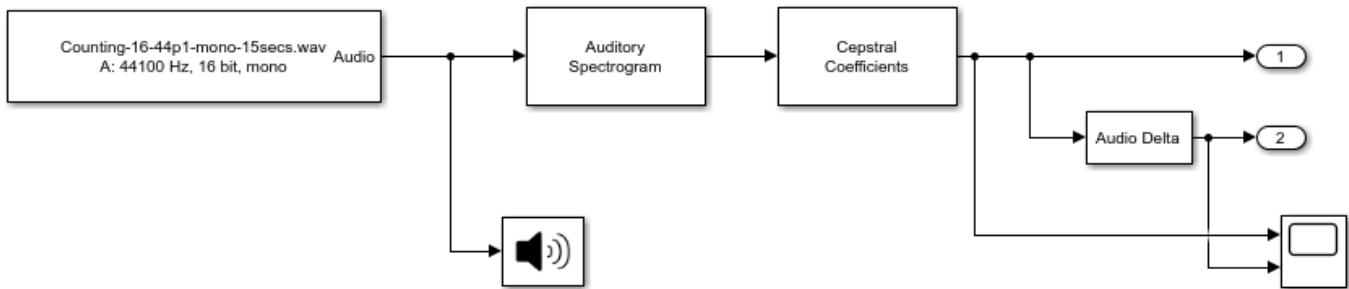 Counting-16-44p1-mono-15secs.wav
A: 44100 Hz, 16 bit, mono
Audio
Auditory
Spectrogram
Cepstral
Coefficients
1
Audio Delta
2